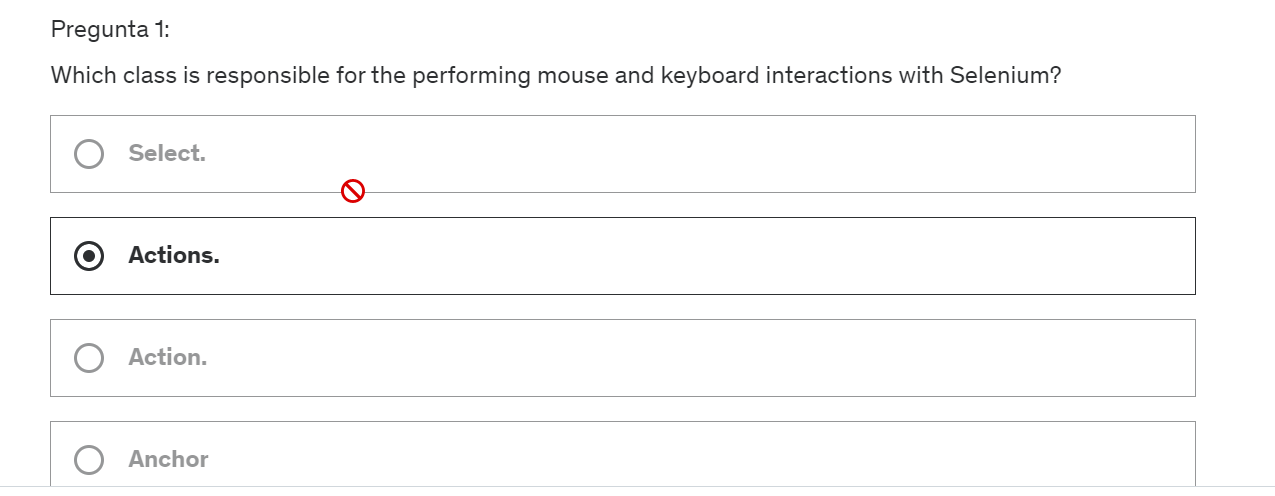 Pregunta 1:
Which class is responsible for the performing mouse and keyboard interactions with Selenium?
Select.
Actions.
Action.
Anchor